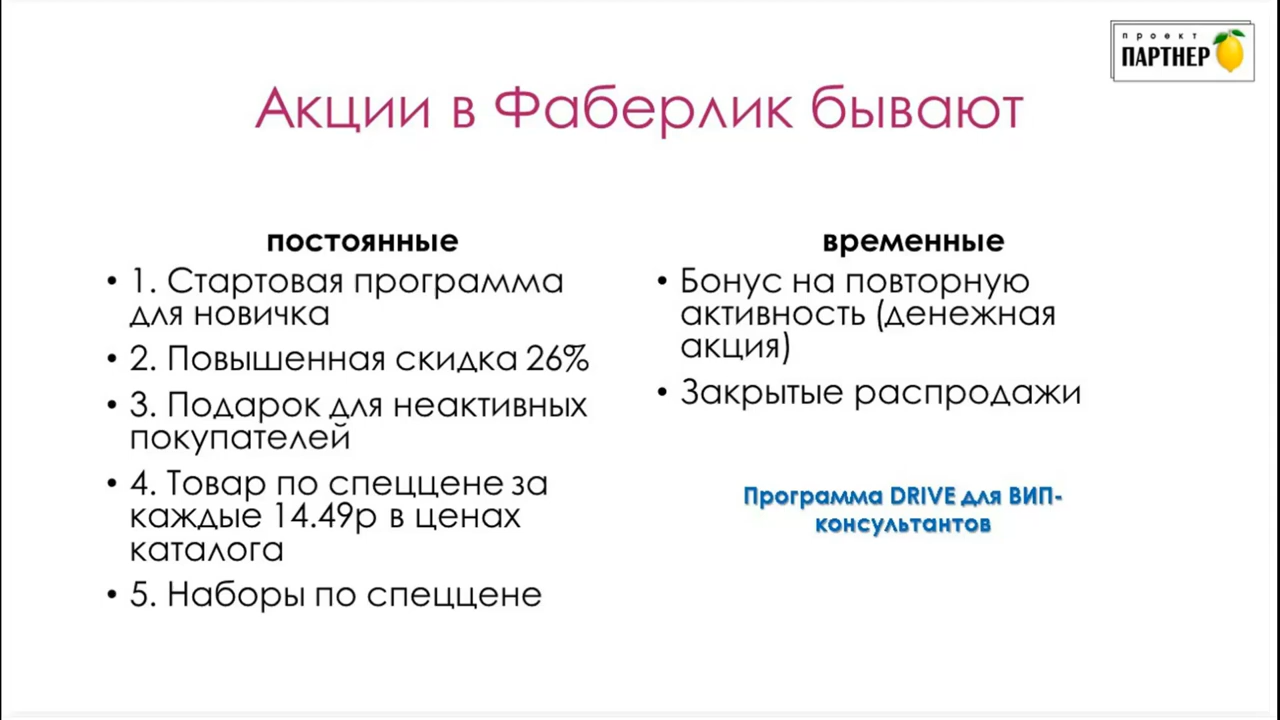 проект
ПАРТНЕР
Акции в Фаберлик бывают
постоянные
• 1. Стартовая программа
для новичка
• 2. Повышенная скидка 26%
• 3. Подарок для неактивных
покупателей
• 4. Товар по спеццене за
каждые 14.49р в ценах
каталога
• 5. Наборы по спеццене
временные
• Бонус на повторную
активность (денежная
акция)
• Закрытые распродажи
Программа DRIVE для ВИП-
консультантов